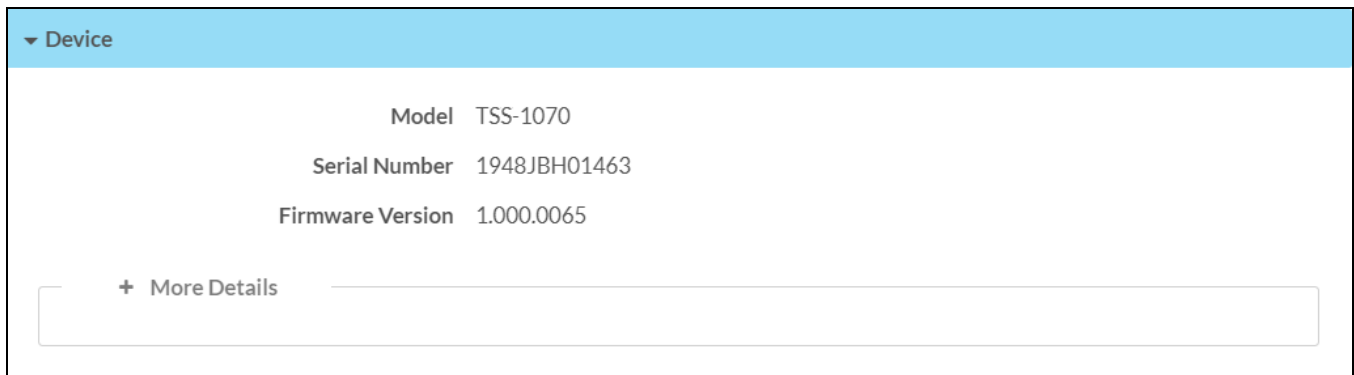 Device
Model TSS-1070
Serial Number 1948JBH01463
Firmware Version 1.000.0065
+ More Details